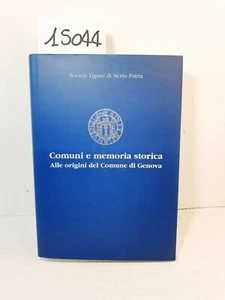 15044
Società Ligure di Storia Patria
Comuni e memoria storica
Alle origini del Comune di Genova